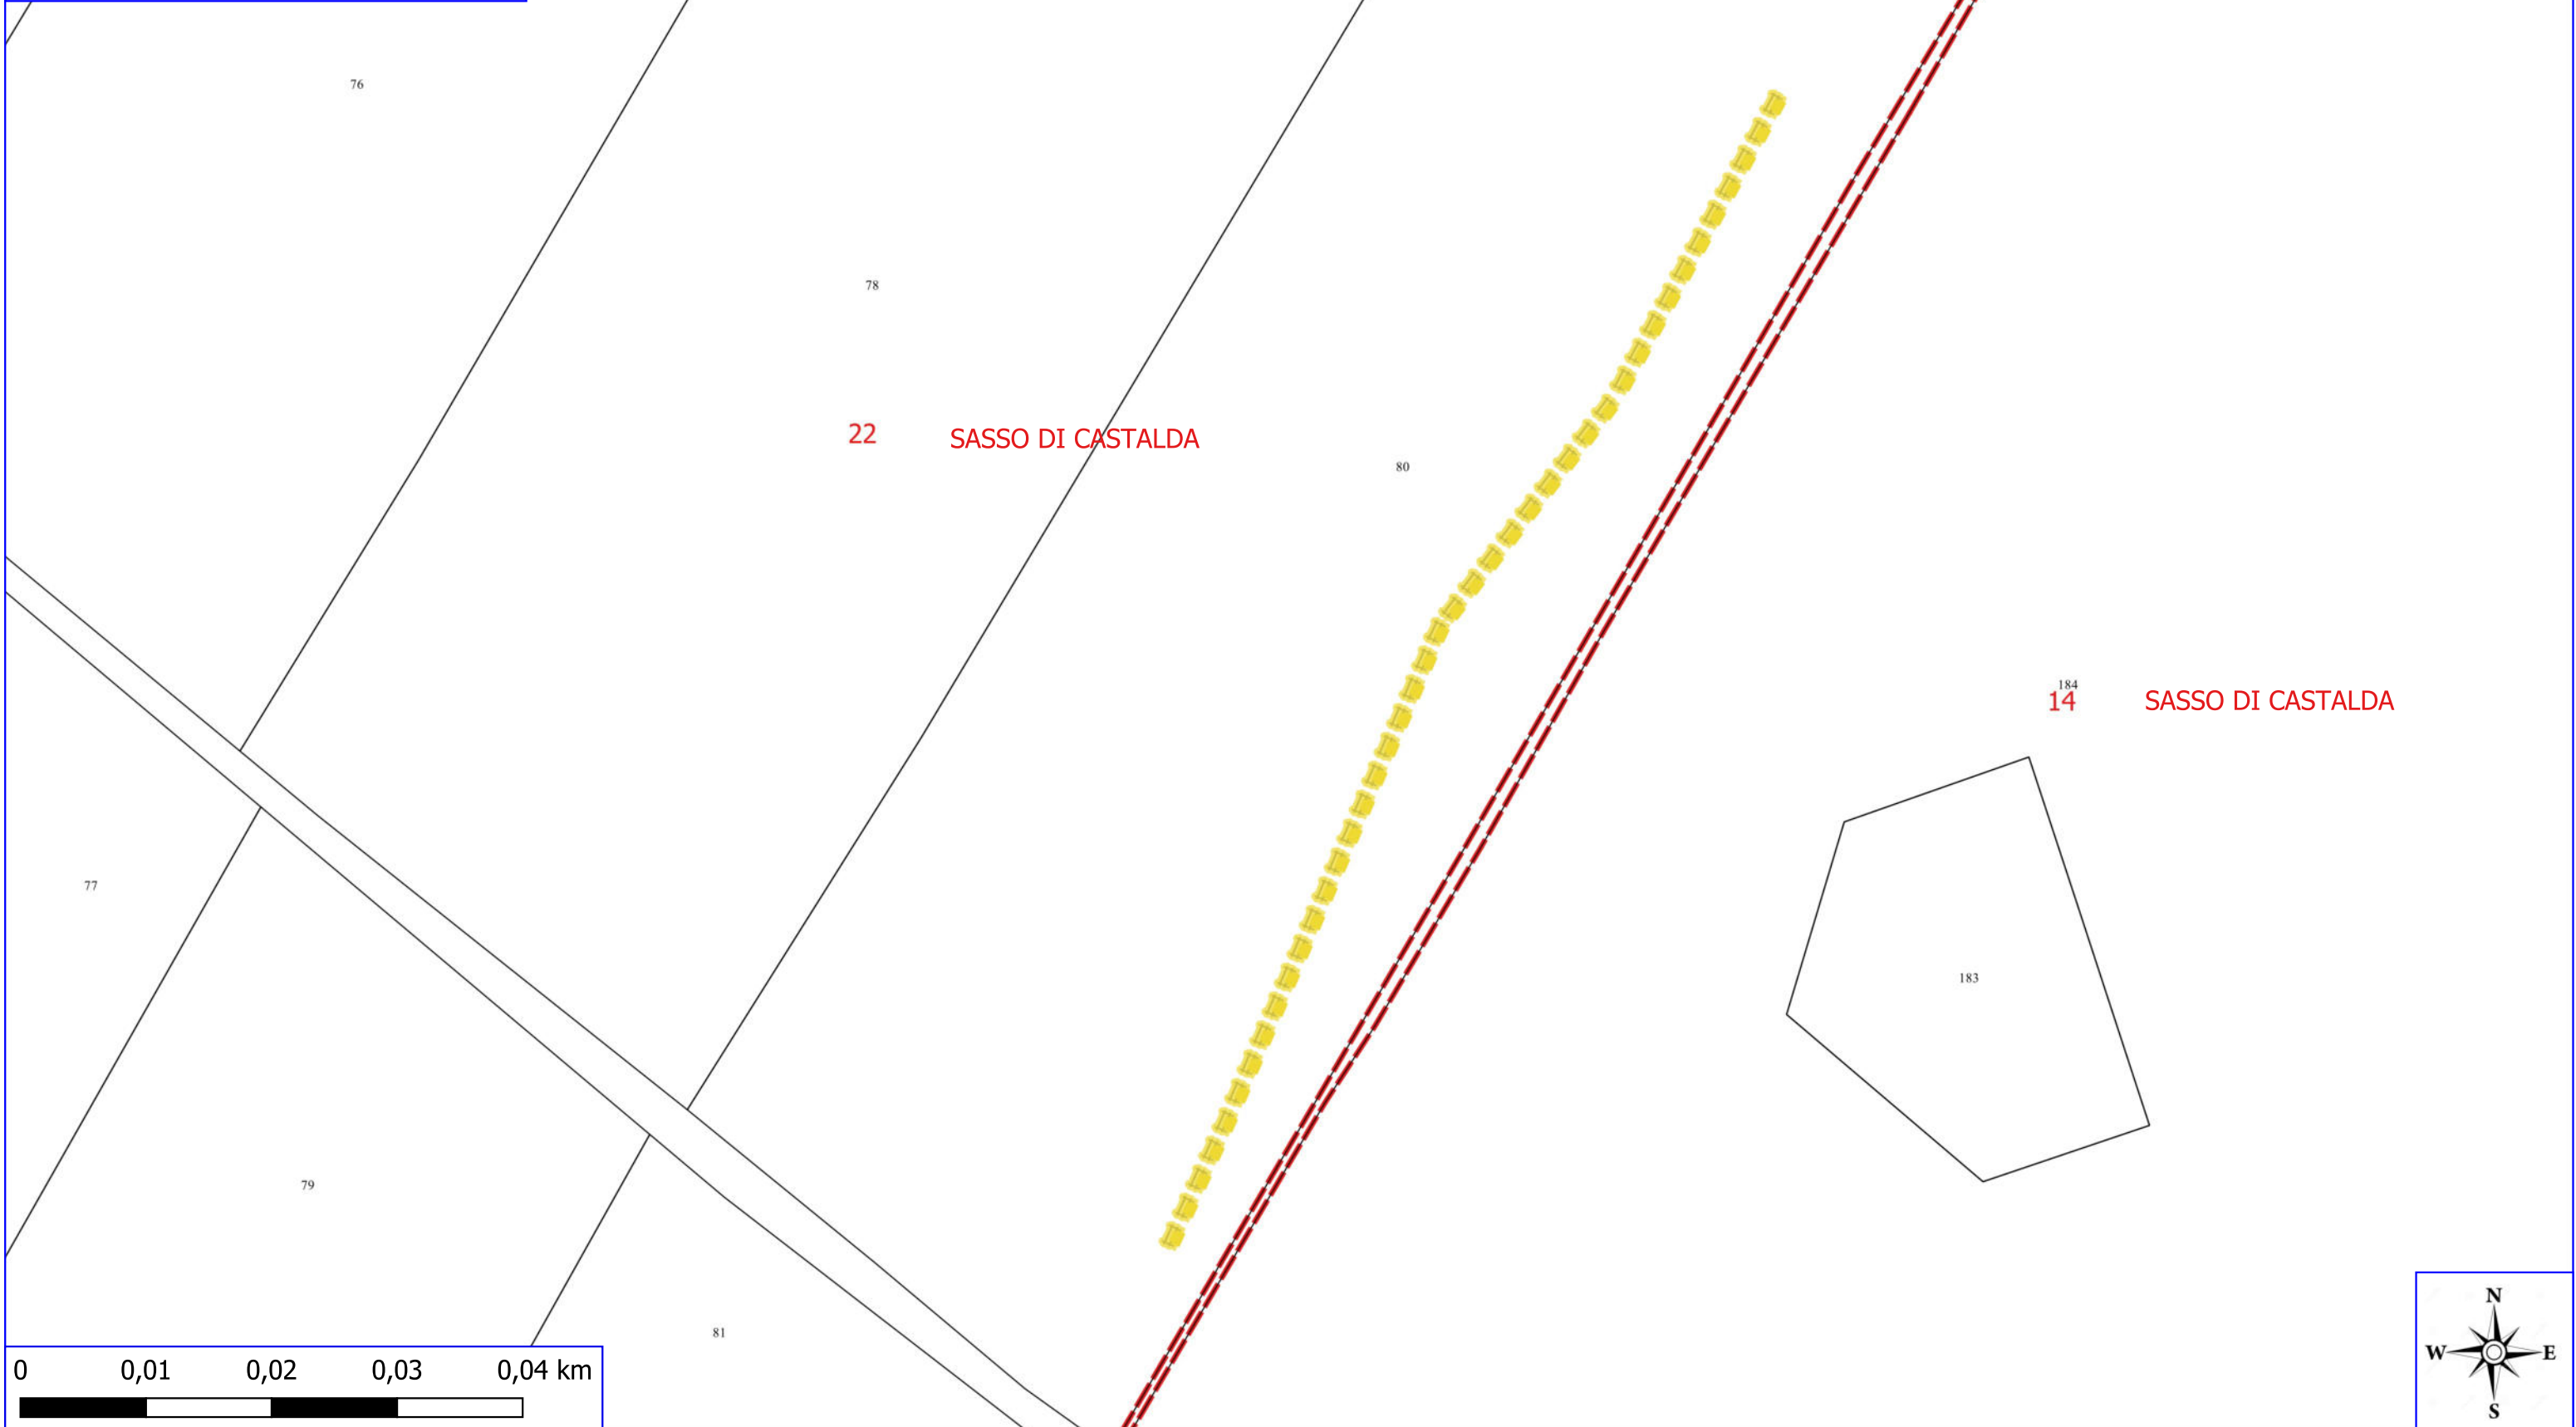 76
78
22 SASSO DI CASTALDA
80
184
14 SASSO DI CASTALDA
77
183
79
81
0 0,01 0,02 0,03 0,04 km
N
W E
S